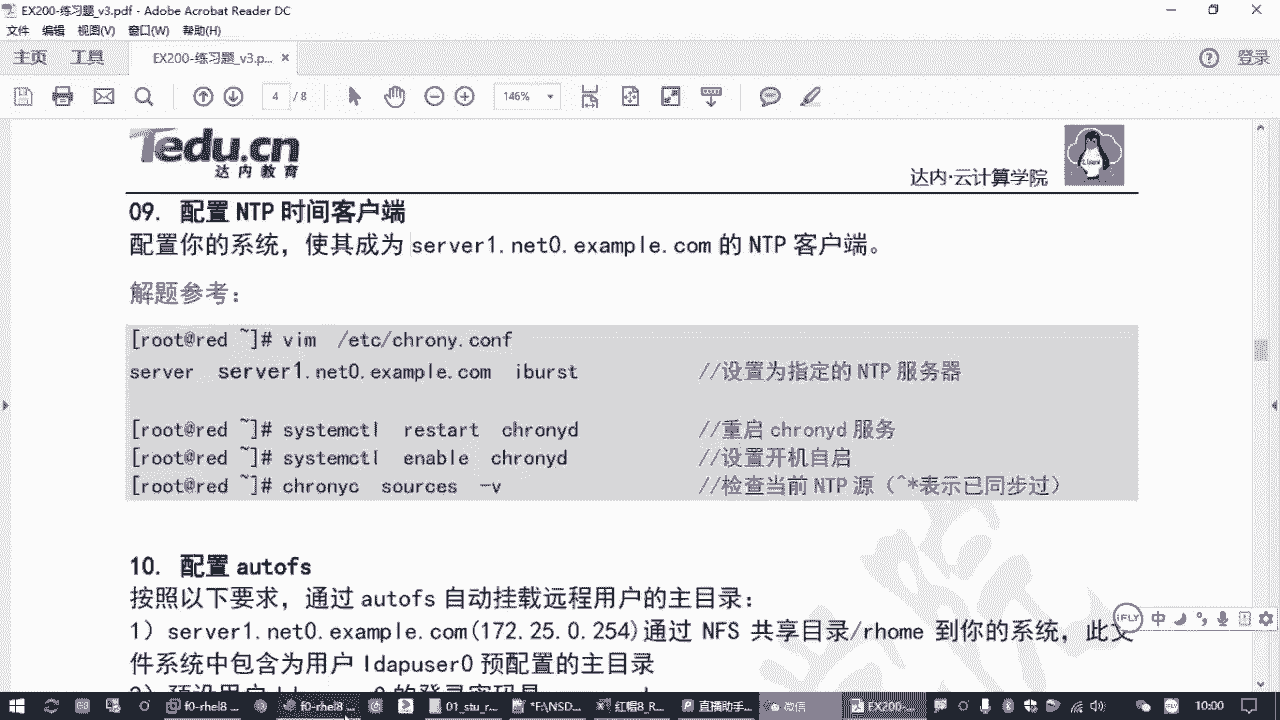 EX200-练习题_v3.pdf - Adobe Acrobat Reader DC
文件 编辑 视图(V) 窗口(W) 帮助(H)
主页 工具 EX200-练习题_v3.p... × 登录
4 / 8 146%
Tedu.cn
达内教育
达内·云计算学院
09. 配置 NTP 时间客户端
配置你的系统，使其成为 server1.net0.example.com 的 NTP 客户端。
解题参考：
[root@red ~]# vim /etc/chrony.conf
server server1.net0.example.com iburst //设置为指定的 NTP 服务器
[root@red ~]# systemctl restart chronyd //重启 chronyd 服务
[root@red ~]# systemctl enable chronyd //设置开机自启
[root@red ~]# chronyc sources -v //检查当前 NTP 源（^*表示已同步过）
10. 配置 autofs
按照以下要求，通过 autofs 自动挂载远程用户的主目录：
1）server1.net0.example.com(172.25.0.254)通过 NFS 共享目录/rhome 到你的系统，此文
件系统中包含为用户 ldapuser0 预配置的主目录
iFLY 中
f0-rhel8 ... f0-rhel8 ... 01_stu_r... *F:\NSD... 红帽8_R... 直播助手... 微信 EX200-... 10:00